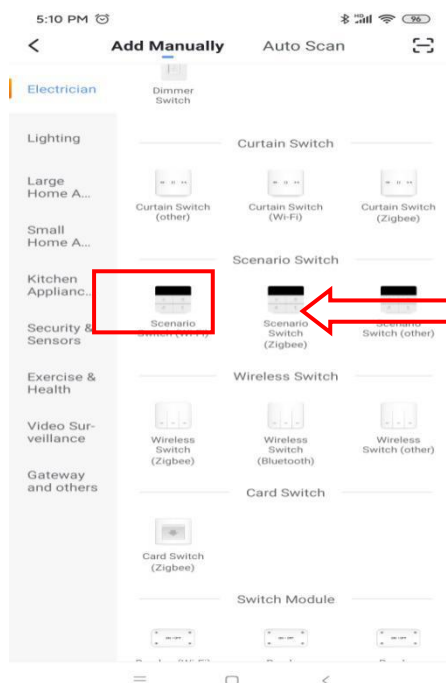 5:10 PM
96
Add Manually
Auto Scan
Electrician
Lighting
Large
Home A...
Small
Home A...
Kitchen
Applianc...
Security &
Sensors
Exercise &
Health
Video Sur-
veillance
Gateway
and others
Dimmer
Switch
Curtain Switch
Curtain Switch
(other)
Curtain Switch
(Wi-Fi)
Curtain Switch
(Zigbee)
Scenario Switch
Scenario
Switch (Wi-Fi)
Scenario
Switch
(Zigbee)
Scenario
Switch (other)
Wireless Switch
Wireless
Switch
(Zigbee)
Wireless
Switch
(Bluetooth)
Wireless
Switch (other)
Card Switch
Card Switch
(Zigbee)
Switch Module